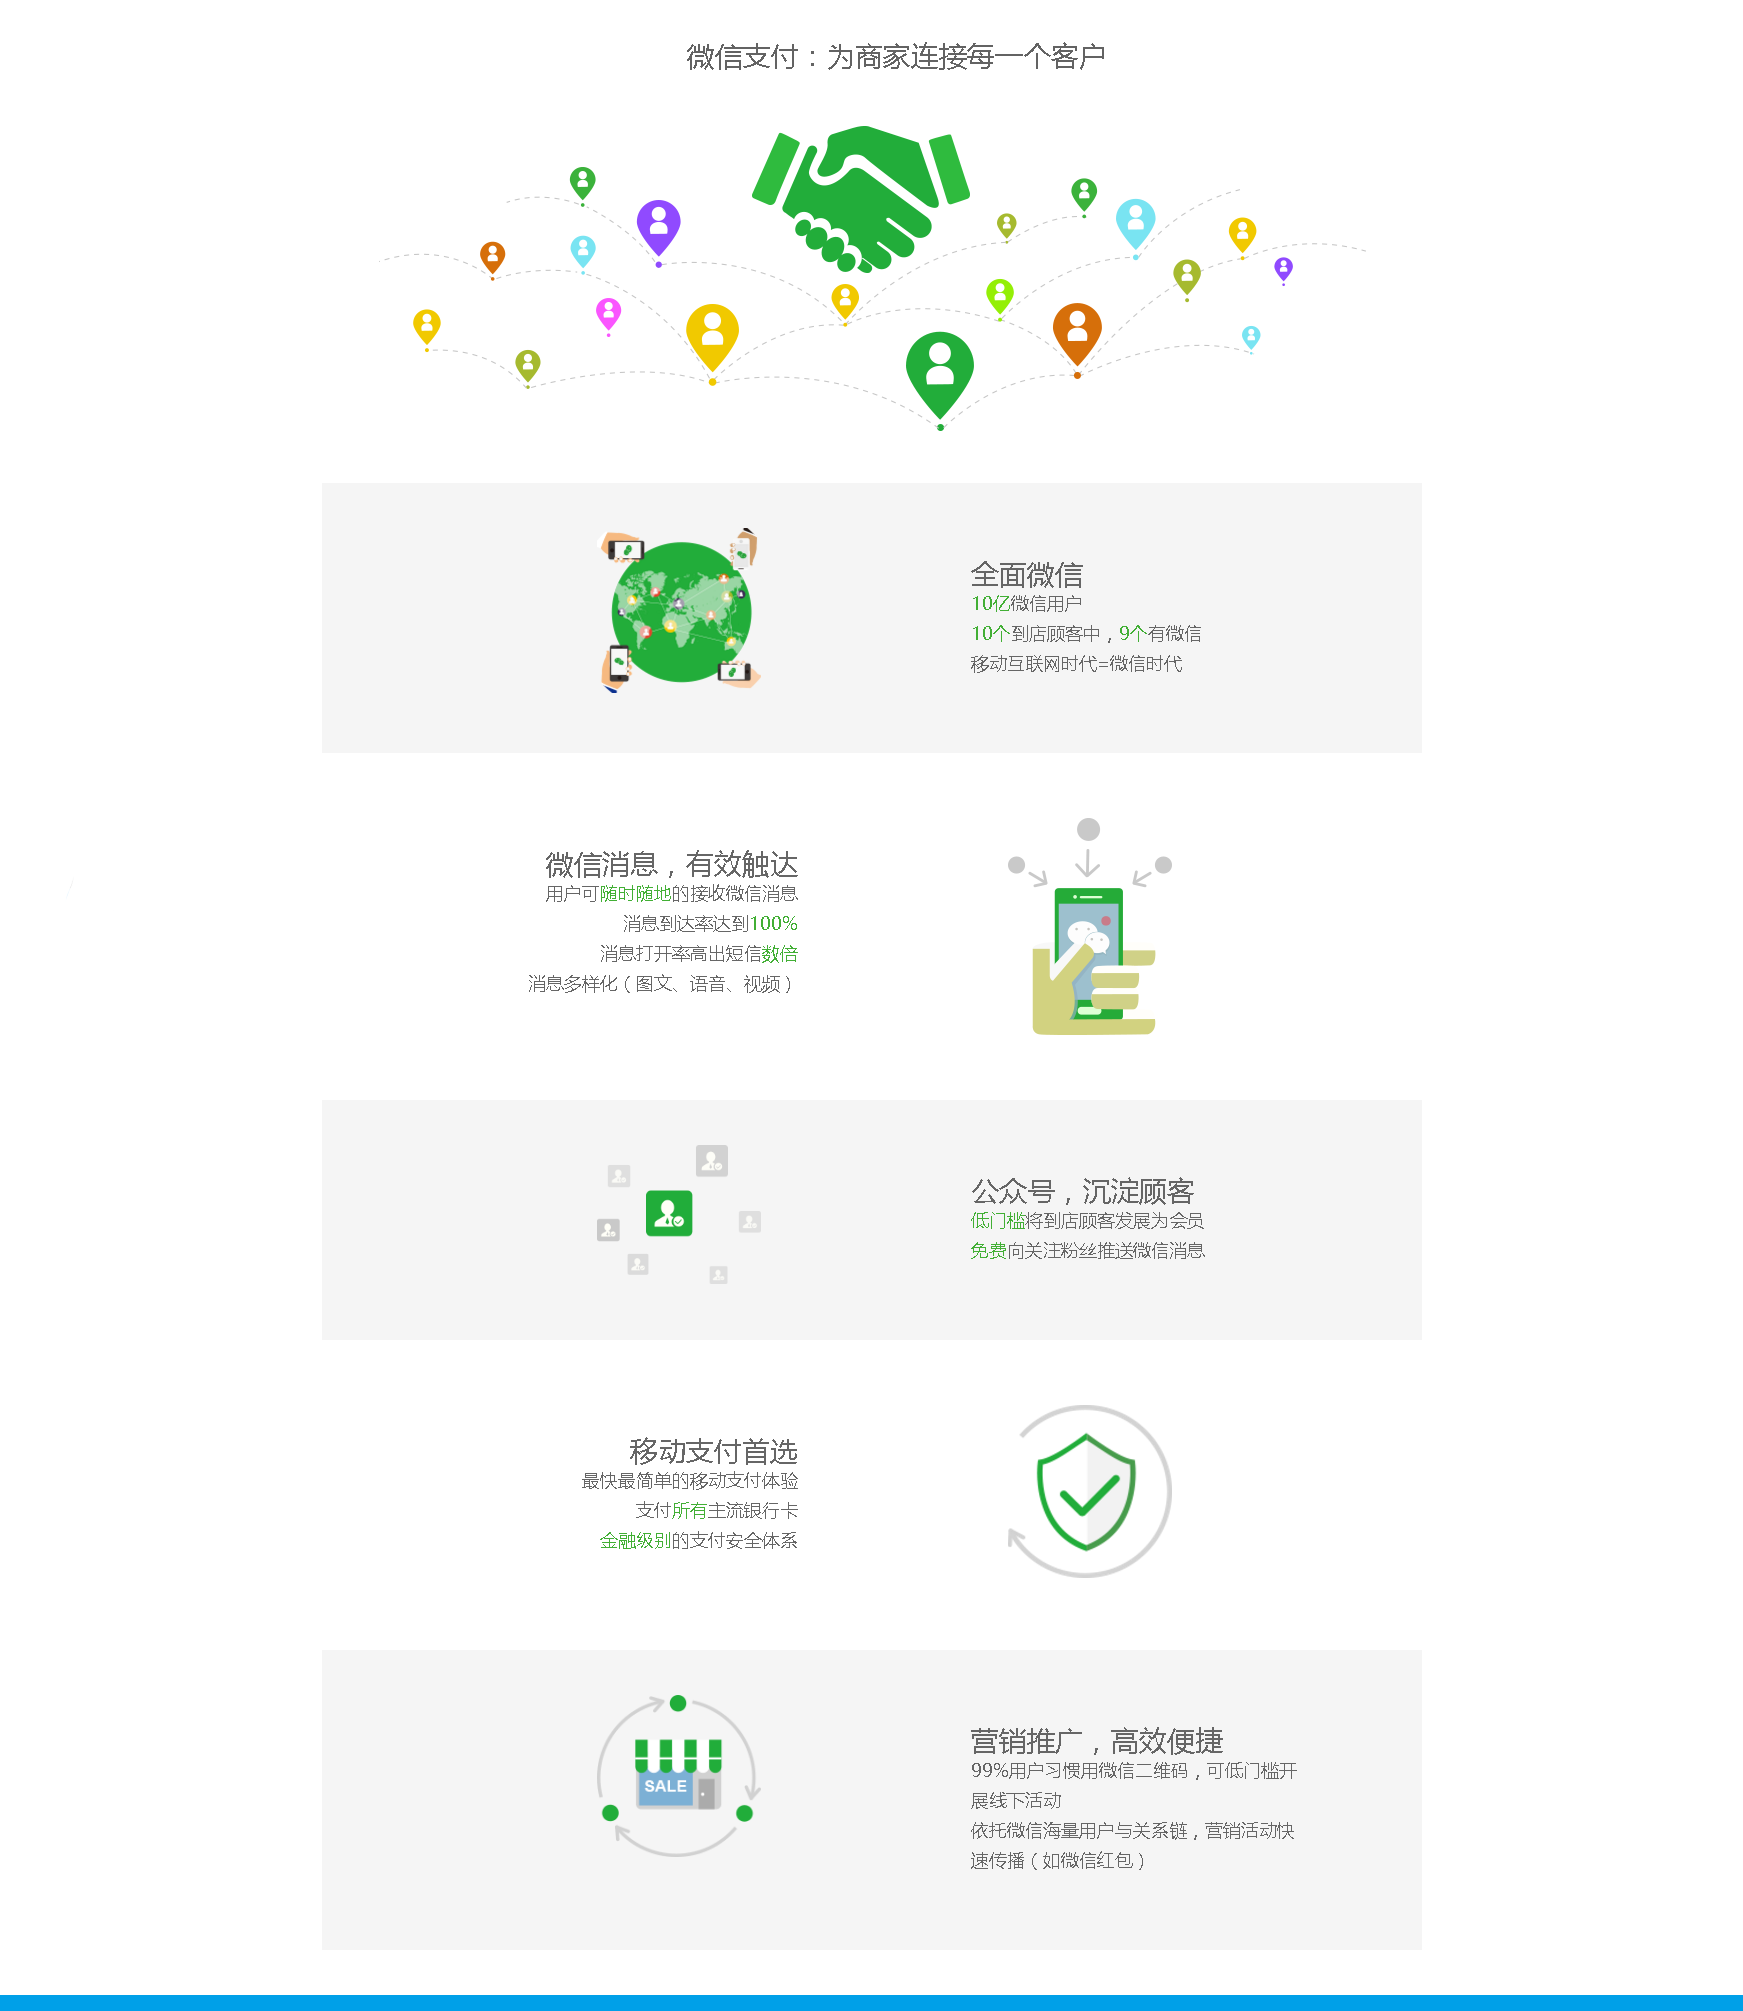 微信支付：为商家连接每一个客户
全面微信
10亿微信用户
10个到店顾客中，9个有微信
移动互联网时代=微信时代
微信消息，有效触达
用户可随时随地的接收微信消息
消息到达率达到100%
消息打开率高出短信数倍
消息多样化（图文、语音、视频）
公众号，沉淀顾客
低门槛将到店顾客发展为会员
免费向关注粉丝推送微信消息
移动支付首选
最快最简单的移动支付体验
支付所有主流银行卡
金融级别的支付安全体系
SALE
营销推广，高效便捷
99%用户习惯用微信二维码，可低门槛开
展线下活动
依托微信海量用户与关系链，营销活动快
速传播（如微信红包）